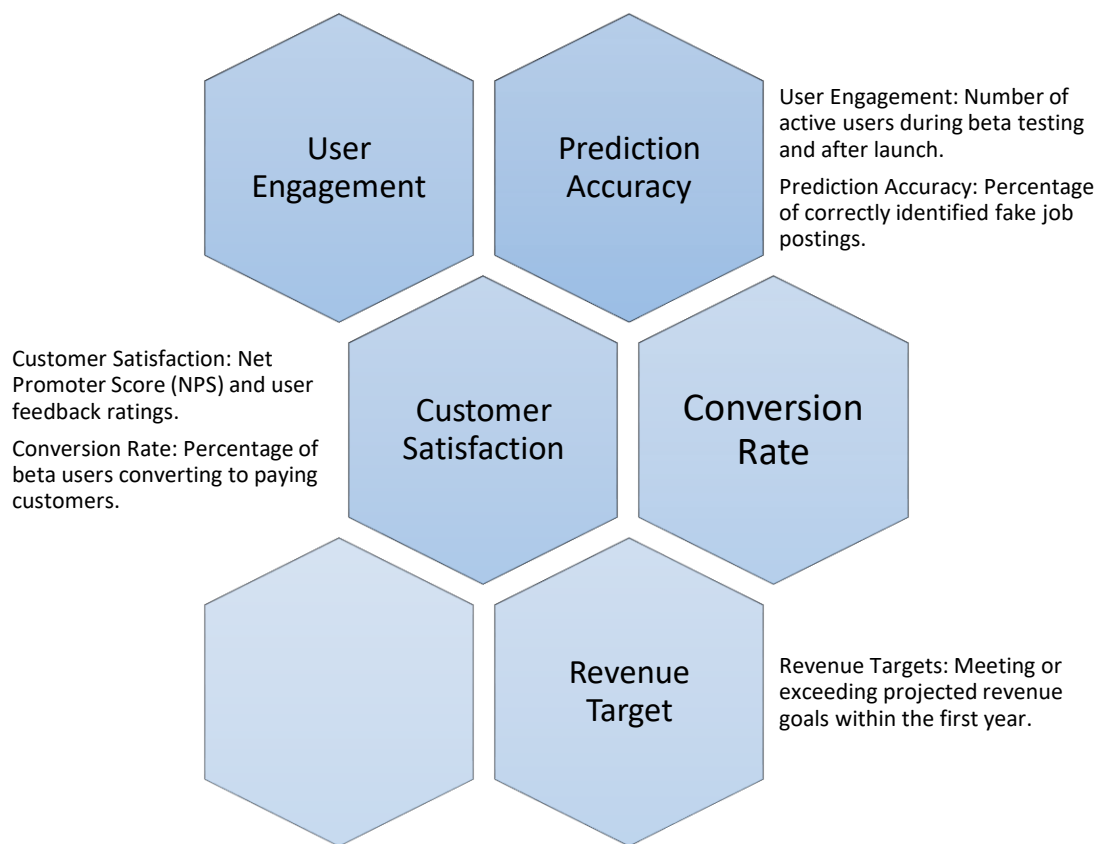 User
Engagement
Prediction
Accuracy
User Engagement: Number of
active users during beta testing
and after launch.
Prediction Accuracy: Percentage
of correctly identified fake job
postings.
Customer Satisfaction: Net
Promoter Score (NPS) and user
feedback ratings.
Conversion Rate: Percentage of
beta users converting to paying
customers.
Customer
Satisfaction
Conversion
Rate
Revenue
Target
Revenue Targets: Meeting or
exceeding projected revenue
goals within the first year.